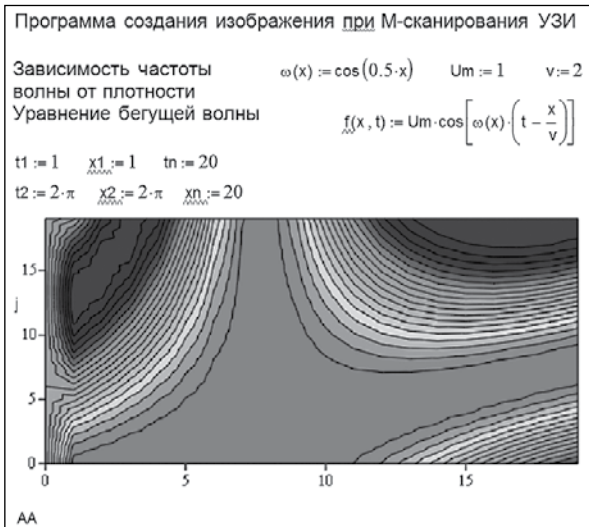 Программа создания изображения при М-сканирования УЗИ
Зависимость частоты ω(x) := cos(0.5·x) Um := 1 v := 2
волны от плотности
Уравнение бегущей волны
f(x , t) := Um·cos[ω(x)·(t − x/v)]
t1 := 1 x1 := 1 tn := 20
t2 := 2·π x2 := 2·π xn := 20
15
j
10
5
0
0 5 10 15
AA